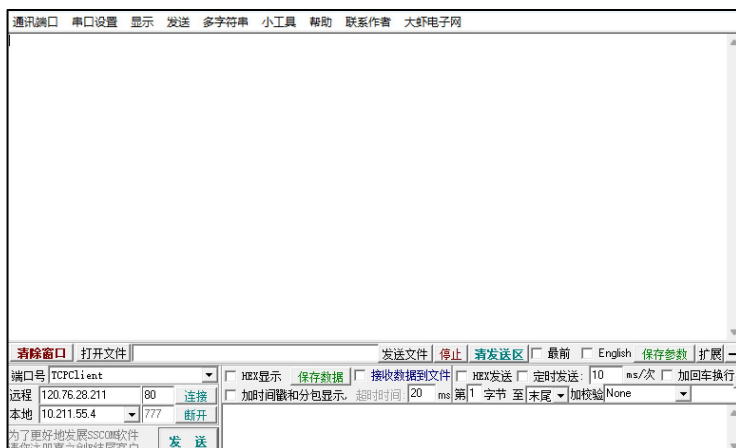 通讯端口 串口设置 显示 发送 多字符串 小工具 帮助 联系作者 大虾电子网
清除窗口 打开文件 发送文件 停止 清发送区 最前 English 保存参数 扩展 —
端口号 TCPClient HEX显示 保存数据 接收数据到文件 HEX发送 定时发送: 10 ms/次 加回车换行
远程 120.76.28.211 80 连接 加时间戳和分包显示, 超时时间: 20 ms 第1 字节 至 末尾 加校验 None
本地 10.211.55.4 777 断开
为了更好地发展SSCOM软件
发 送